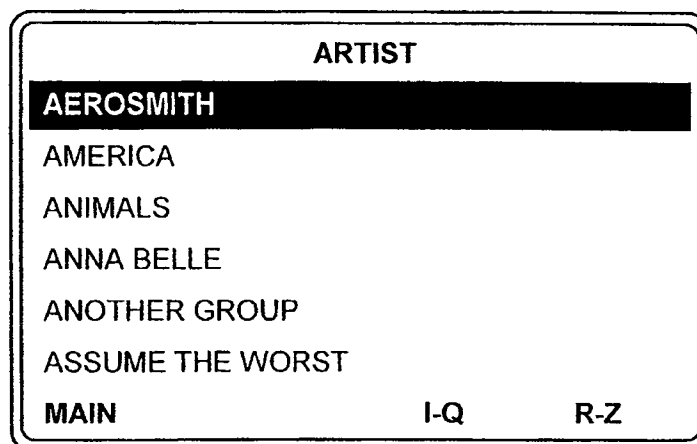 ARTIST
AEROSMITH
AMERICA
ANIMALS
ANNA BELLE
ANOTHER GROUP
ASSUME THE WORST
MAIN I-Q R-Z